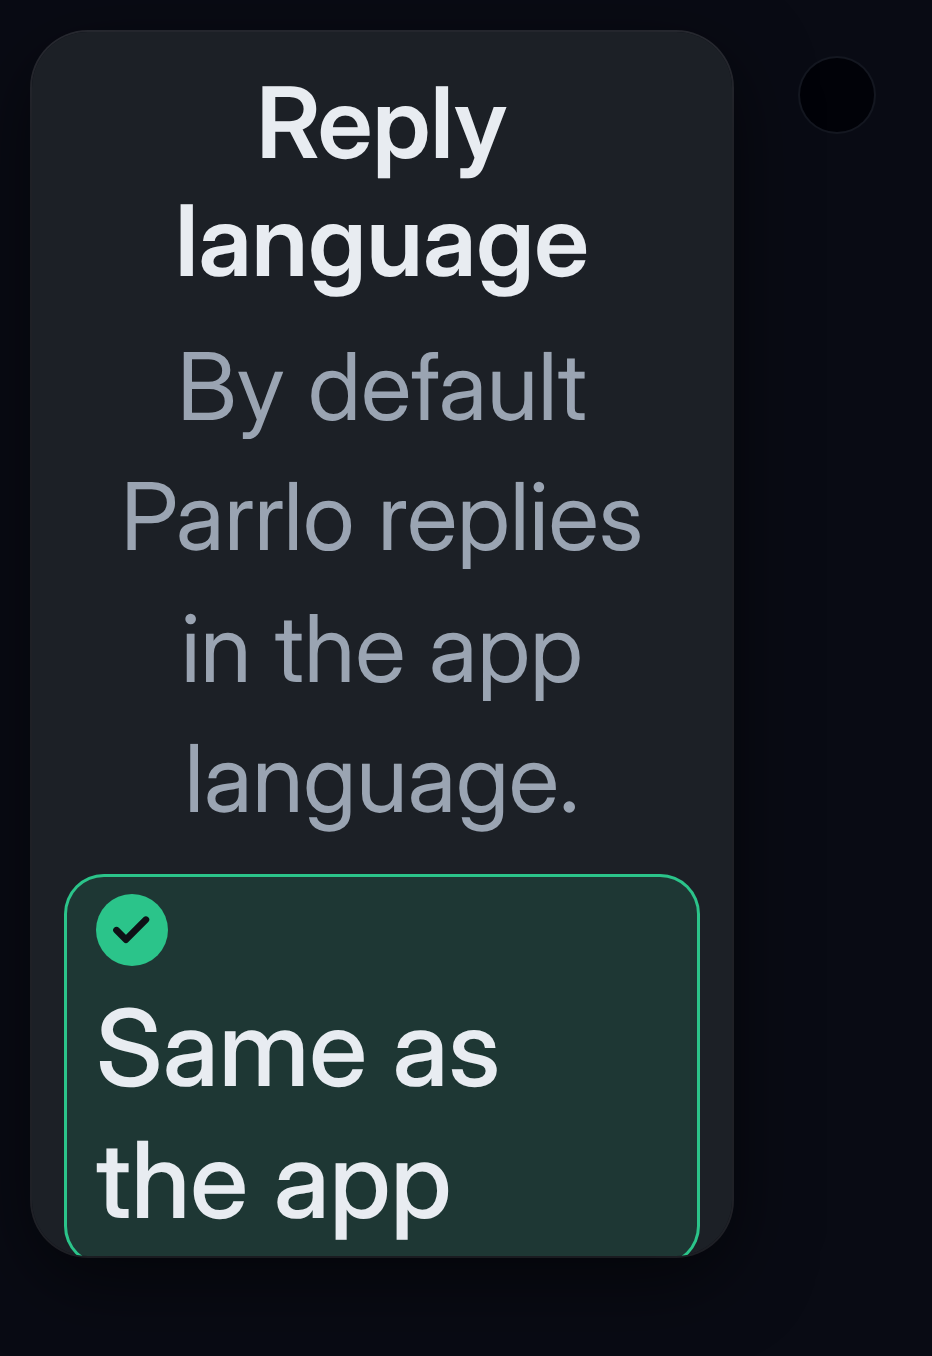 Reply
language
By default
Parrlo replies
in the app
language.
Same as
the app